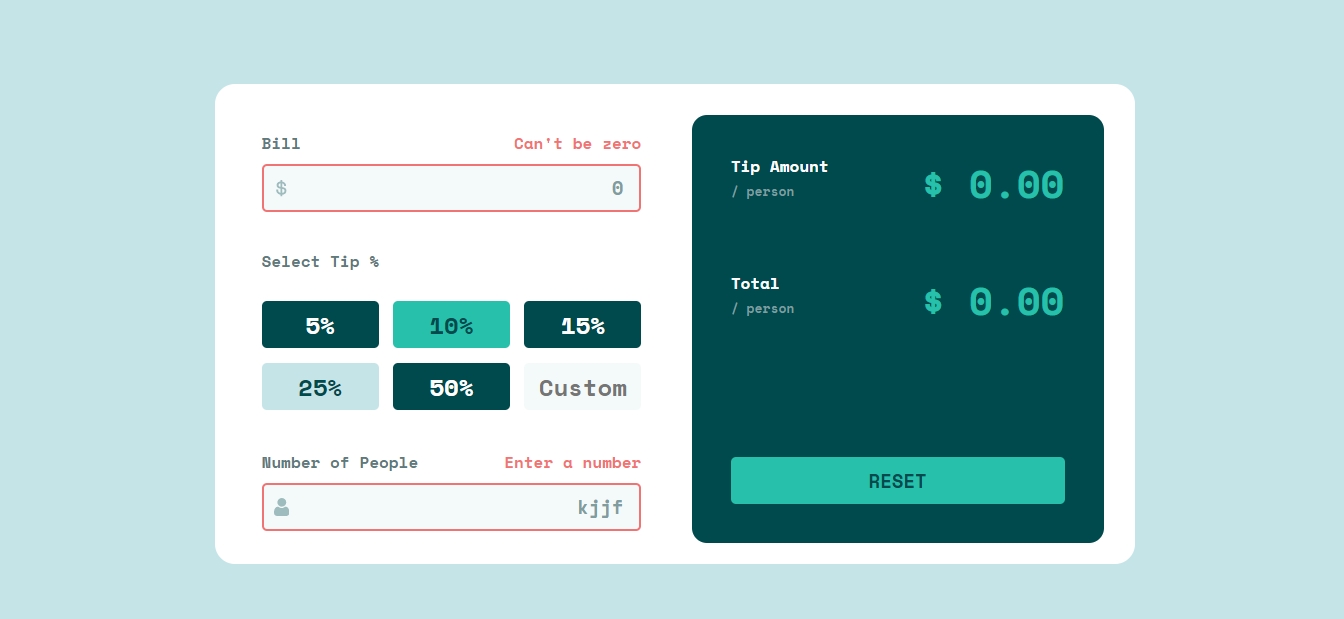 Bill Can't be zero
$ 0
Select Tip %
5% 10% 15%
25% 50% Custom
Number of People Enter a number
kjjf
Tip Amount
/ person
$ 0.00
Total
/ person
$ 0.00
RESET